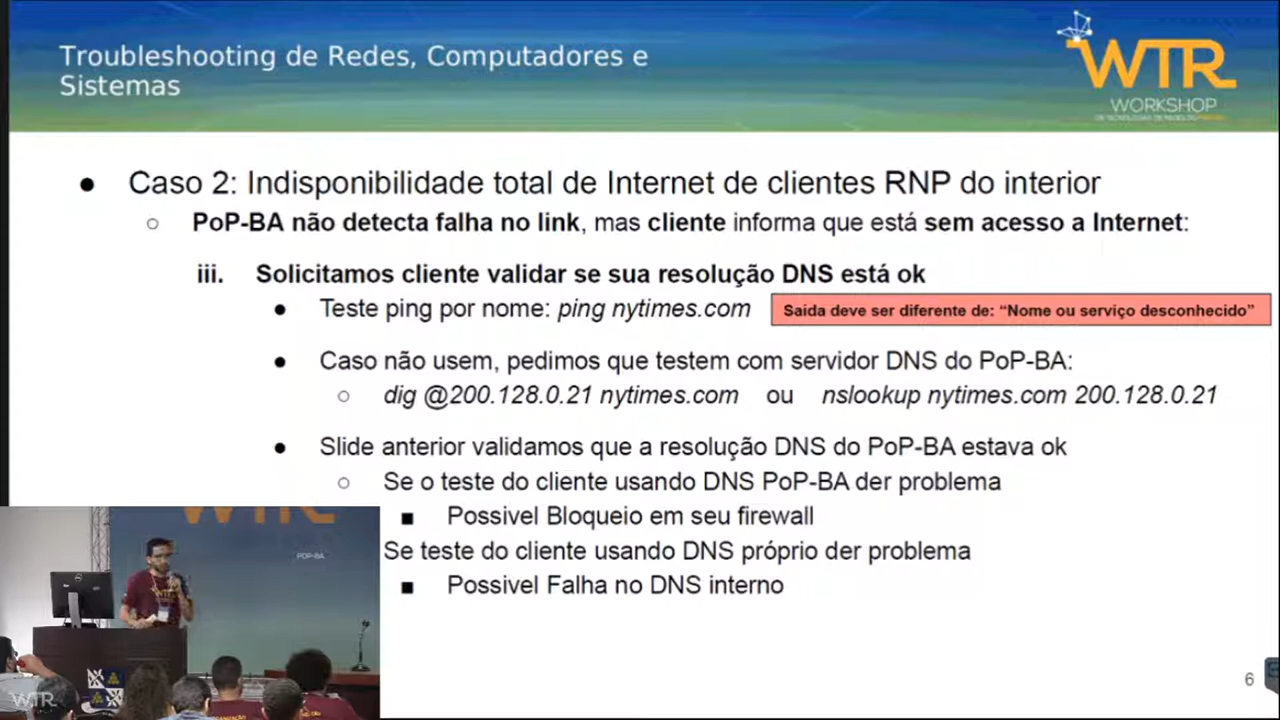 Troubleshooting de Redes, Computadores e
Sistemas
WTR
WORKSHOP
● Caso 2: Indisponibilidade total de Internet de clientes RNP do interior
○ PoP-BA não detecta falha no link, mas cliente informa que está sem acesso a Internet:
iii. Solicitamos cliente validar se sua resolução DNS está ok
● Teste ping por nome: ping nytimes.com
Saida deve ser diferente de: “Nome ou serviço desconhecido”
● Caso não usem, pedimos que testem com servidor DNS do PoP-BA:
○ dig @200.128.0.21 nytimes.com ou nslookup nytimes.com 200.128.0.21
● Slide anterior validamos que a resolução DNS do PoP-BA estava ok
○ Se o teste do cliente usando DNS PoP-BA der problema
■ Possivel Bloqueio em seu firewall
Se teste do cliente usando DNS próprio der problema
■ Possivel Falha no DNS interno
WTR
POP-BA
WTR
6